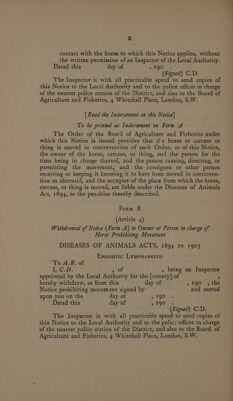 x
contact with the horse to which this Notice applies, without
the written permission of an Inspector of the Local Authority.
Dated this day of , 190 .
(Signed) C.D.
The Inspector is with all practicable speed to send copies of
this Notice to the Local Authority and to the police officer in charge
of the nearest police station of the District, and also to the Board of
Agriculture and Fisheries, 4 Whitehall Place, London, S.W.
[Read the Indorsement on this Notice]
To be printed as Indorsement on Form A
The Order of the Board of Agriculture and Fisheries under
which this Notice is issued provides that if a horse or carcase or
thing is moved in contravention of such Order, or of this Notice,
the owner of the horse, carcase, or thing, and the person for the
time being in charge thereof, and the person causing, directing, or
permitting the movement, and the consignee or other person
receiving or keeping it knowing it to have been moved in contraven-
tion as aforesaid, and the occupier of the place from which the horse,
carcase, or thing is moved, are liable under the Diseases of Animals
Act, 1894, to the penalties thereby described.
Form B
(Article 4)
Withdrawal of Notice (Form A) to Owner or Person in charge of
Horse Prohibiting Movement
DISEASES OF ANIMALS ACTS, 1894 to 1903
Epizootic Lymphangitis
To A.B. of
I, C.D. , of , being an Inspector
appointed by the Local Authority for the [county] of ,
hereby withdraw, as from this day of , 190 , the
Notice prohibiting movement signed by and served
upon you on the day of , 190 .
Dated this day of , 190 .
(Signed) C.D.
The Inspector is with all practicable speed to send copies of
this Notice to the Local Authority and to the police officer in charge
of the nearest police station of the District, and also to the Board of
Agriculture and Fisheries, 4 Whitehall Place, London, S.W.